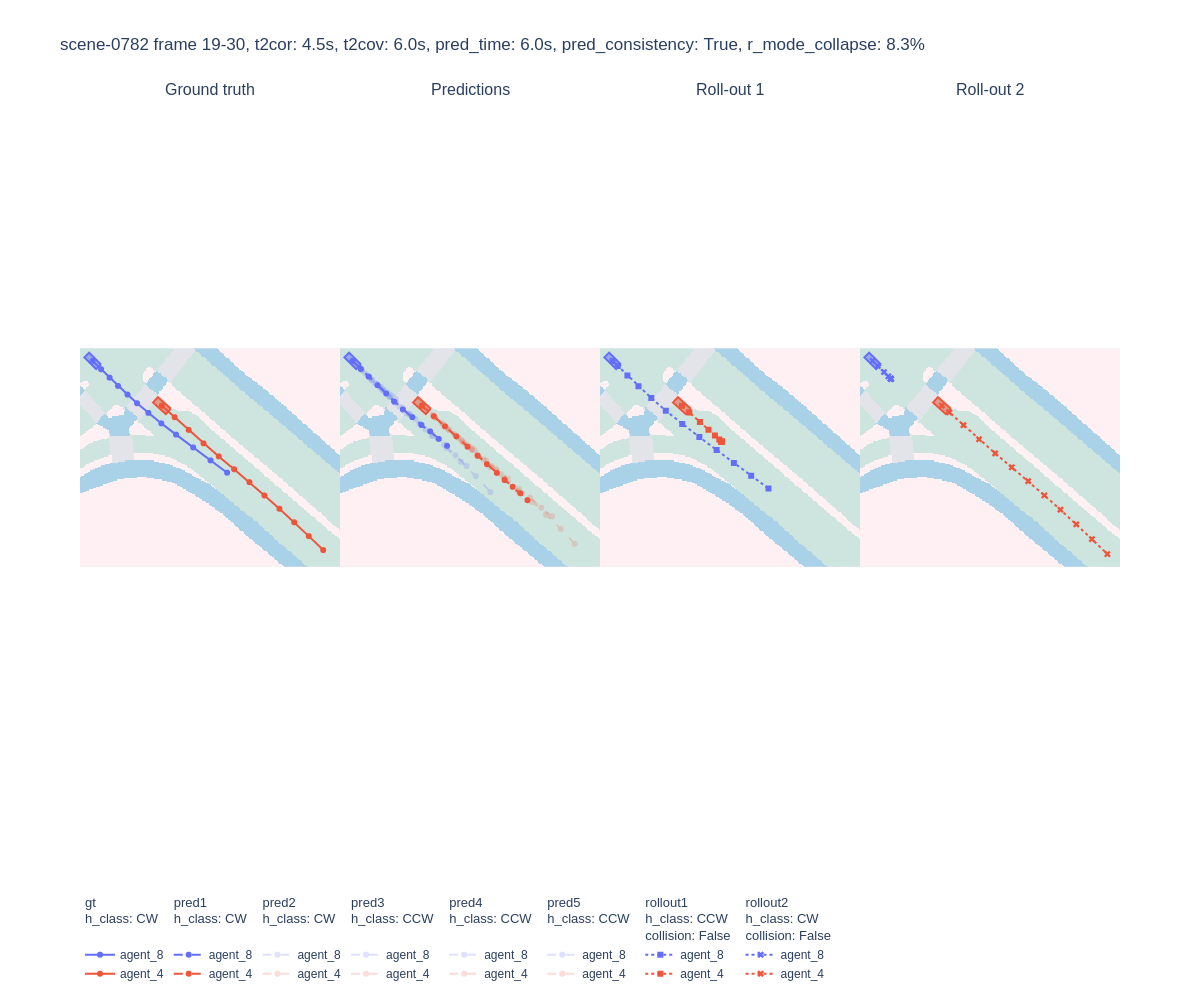 scene-0782 frame 19-30, t2cor: 4.5s, t2cov: 6.0s, pred_time: 6.0s, pred_consistency: True, r_mode_collapse: 8.3%
Ground truth Predictions Roll-out 1 Roll-out 2
gt pred1 pred2 pred3 pred4 pred5 rollout1 rollout2
h_class: CW h_class: CW h_class: CW h_class: CCW h_class: CCW h_class: CCW h_class: CCW h_class: CW
collision: False collision: False
agent_8 agent_8 agent_8 agent_8 agent_8 agent_8 agent_8 agent_8
agent_4 agent_4 agent_4 agent_4 agent_4 agent_4 agent_4 agent_4